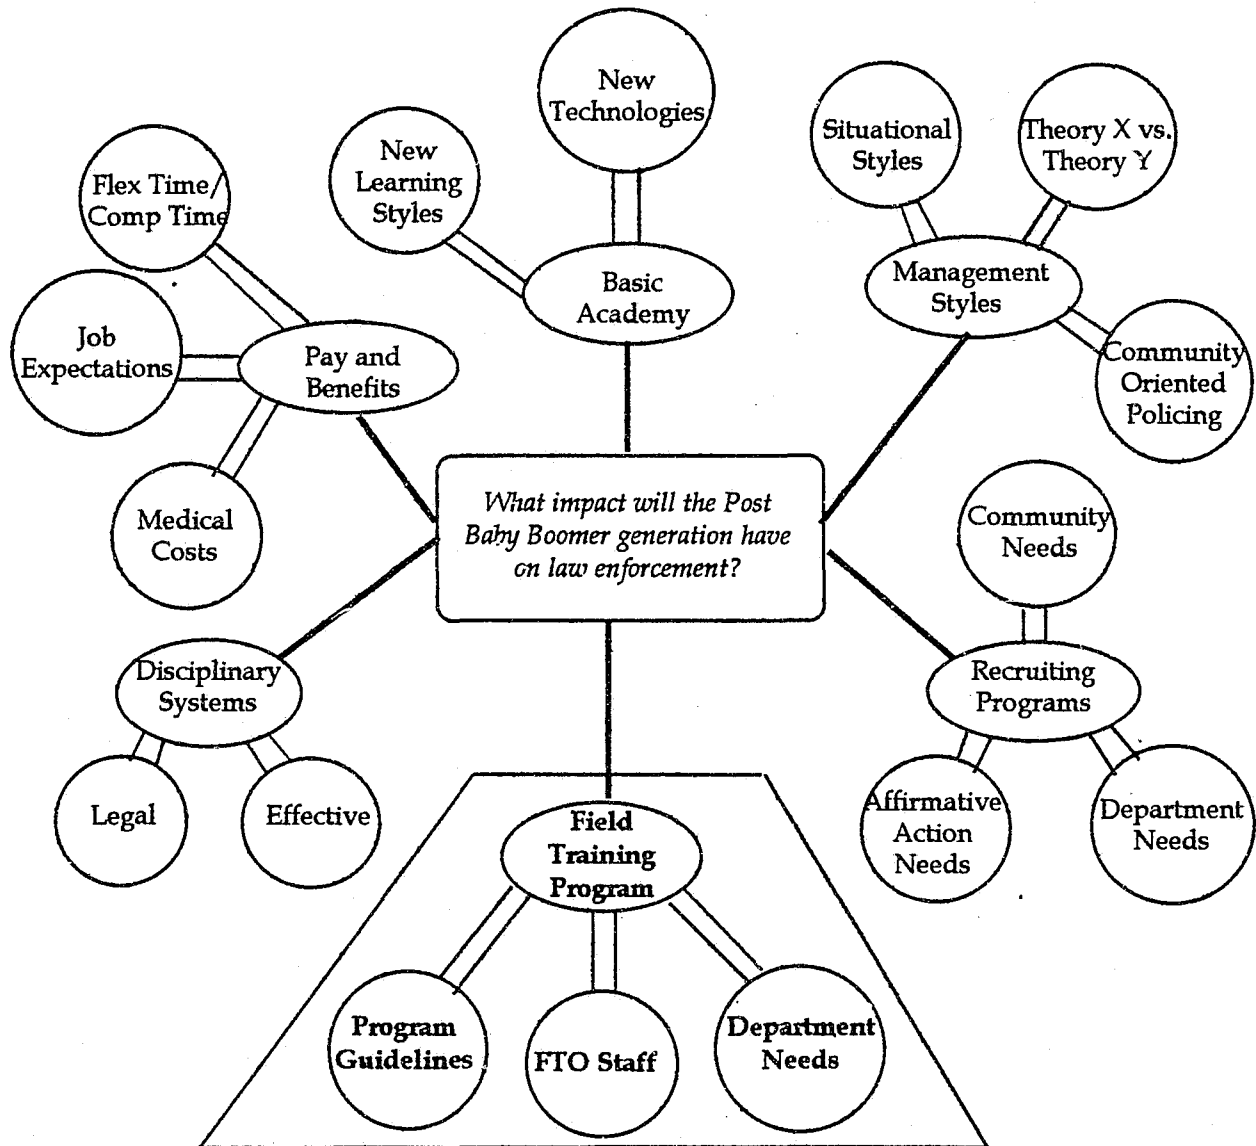 New
Technologies
New
Learning
Styles
Situational
Styles
Theory X vs.
Theory Y
Flex Time/
Comp Time
Basic
Academy
Management
Styles
Job
Expectations
Pay and
Benefits
Community
Oriented
Policing
Medical
Costs
What impact will the Post
Baby Boomer generation have
on law enforcement?
Community
Needs
Disciplinary
Systems
Recruiting
Programs
Legal
Effective
Affirmative
Action
Needs
Department
Needs
Field
Training
Program
Program
Guidelines
FTO Staff
Department
Needs